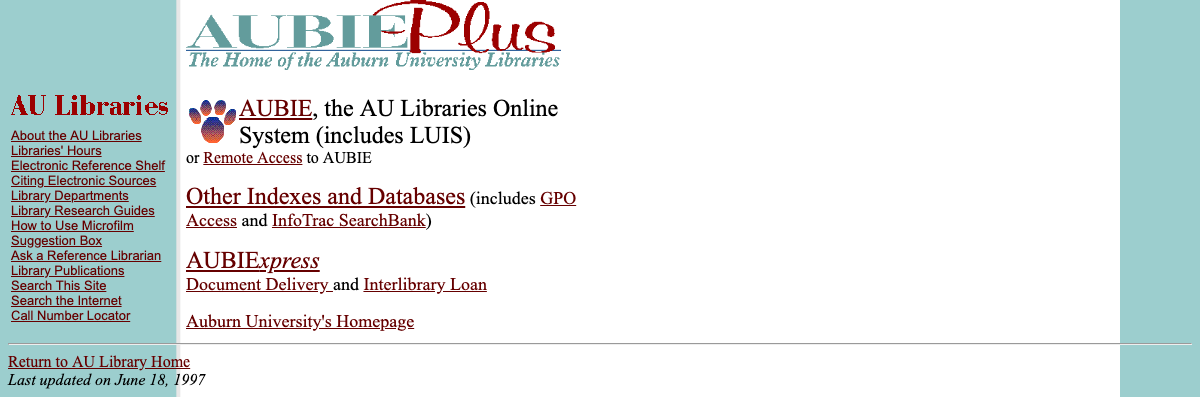 AUBIEPlus
The Home of the Auburn University Libraries
AU Libraries
About the AU Libraries
Libraries' Hours
Electronic Reference Shelf
Citing Electronic Sources
Library Departments
Library Research Guides
How to Use Microfilm
Suggestion Box
Ask a Reference Librarian
Library Publications
Search This Site
Search the Internet
Call Number Locator
AUBIE, the AU Libraries Online
System (includes LUIS)
or Remote Access to AUBIE
Other Indexes and Databases (includes GPO
Access and InfoTrac SearchBank)
AUBIExpress
Document Delivery and Interlibrary Loan
Auburn University's Homepage
Return to AU Library Home
Last updated on June 18, 1997